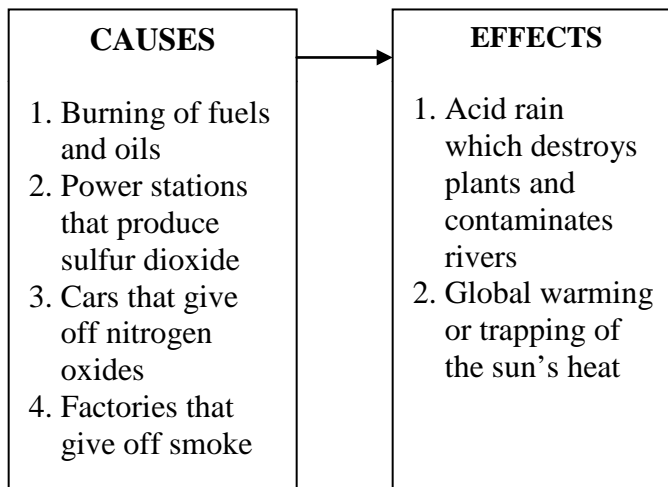 CAUSES
1. Burning of fuels
and oils
2. Power stations
that produce
sulfur dioxide
3. Cars that give
off nitrogen
oxides
4. Factories that
give off smoke
EFFECTS
1. Acid rain
which destroys
plants and
contaminates
rivers
2. Global warming
or trapping of
the sun’s heat